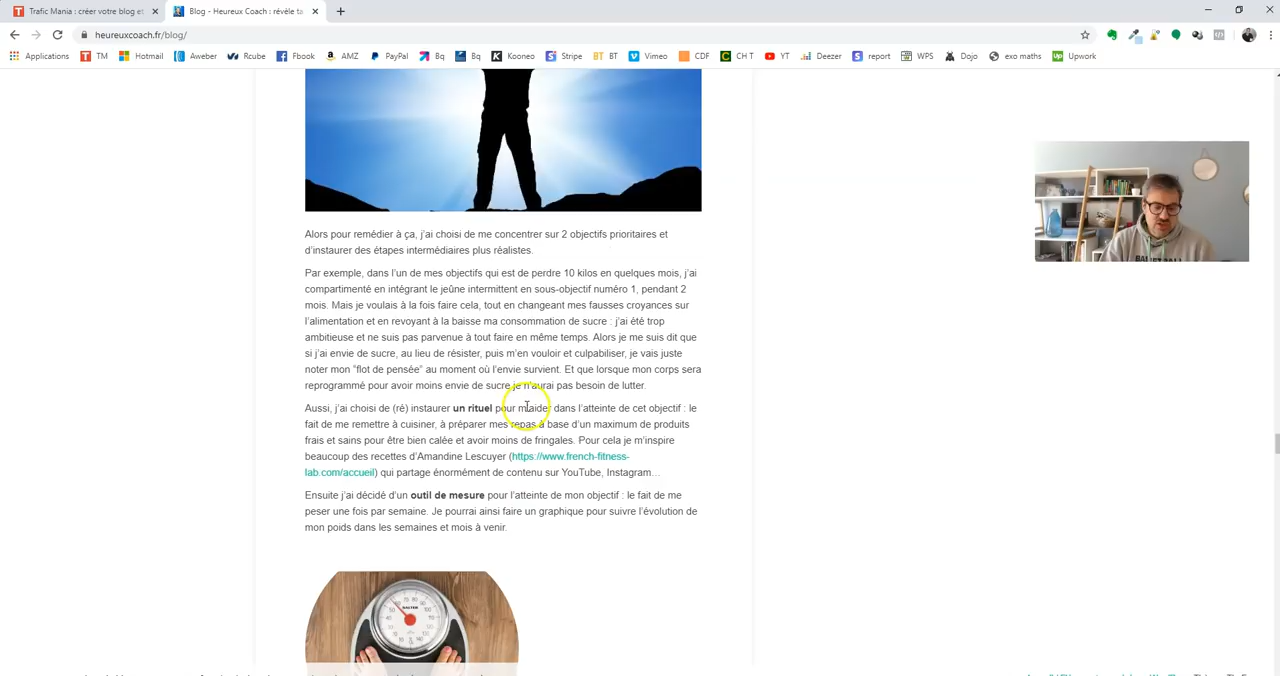 Trafic Mania : créer votre blog et
Blog - Heureux Coach : révèle ta
heureuxcoach.fr/blog/
Applications TM Hotmail Aweber Rcube Fbook AMZ PayPal Bq Bq Kooneo Stripe BT Vimeo CDF CH T YT Deezer report WPS Dojo exo maths Upwork
Alors pour remédier à ça, j'ai choisi de me concentrer sur 2 objectifs prioritaires et
d'instaurer des étapes intermédiaires plus réalistes.
Par exemple, dans l'un de mes objectifs qui est de perdre 10 kilos en quelques mois, j'ai
compartimenté en intégrant le jeûne intermittent en sous-objectif numéro 1, pendant 2
mois. Mais je voulais à la fois faire cela, tout en changeant mes fausses croyances sur
l'alimentation et en revoyant à la baisse ma consommation de sucre : j'ai été trop
ambitieuse et ne suis pas parvenue à tout faire en même temps. Alors je me suis dit que
si j'ai envie de sucre, au lieu de résister, puis m'en vouloir et culpabiliser, je vais juste
noter mon "flot de pensée" au moment où l'envie survient. Et que lorsque mon corps sera
reprogrammé pour avoir moins envie de sucre je n'aurai pas besoin de lutter.
Aussi, j'ai choisi de (ré) instaurer un rituel pour m'aider dans l'atteinte de cet objectif : le
fait de me remettre à cuisiner, à préparer mes repas à base d'un maximum de produits
frais et sains pour être bien calée et avoir moins de fringales. Pour cela je m'inspire
beaucoup des recettes d'Amandine Lescuyer (https://www.french-fitness-
lab.com/accueil) qui partage énormément de contenu sur YouTube, Instagram…
Ensuite j'ai décidé d'un outil de mesure pour l'atteinte de mon objectif : le fait de me
peser une fois par semaine. Je pourrai ainsi faire un graphique pour suivre l'évolution de
mon poids dans les semaines et mois à venir.
SALTER